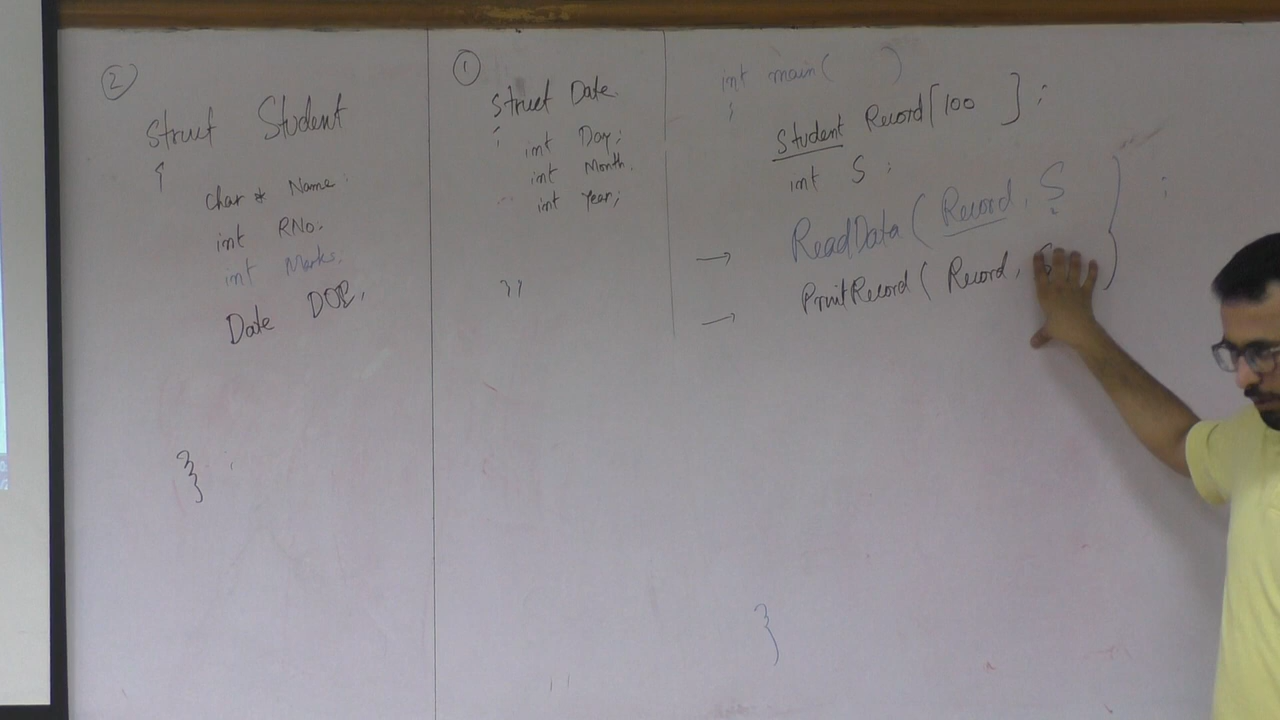 ②
Struct Student
{
char * Name;
int RNo;
int Marks;
Date DOB;
};
①
Struct Date
{
int Day;
int Month.
int Year;
};
int main( )
{
Student Record[100];
int S;
→ ReadData( Record, S );
→ PrintRecord( Record, S
}